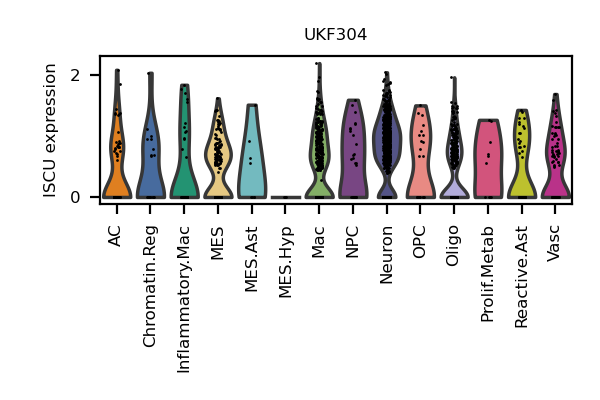 UKF304
ISCU expression
2
0
AC
Chromatin.Reg
Inflammatory.Mac
MES
MES.Ast
MES.Hyp
Mac
NPC
Neuron
OPC
Oligo
Prolif.Metab
Reactive.Ast
Vasc